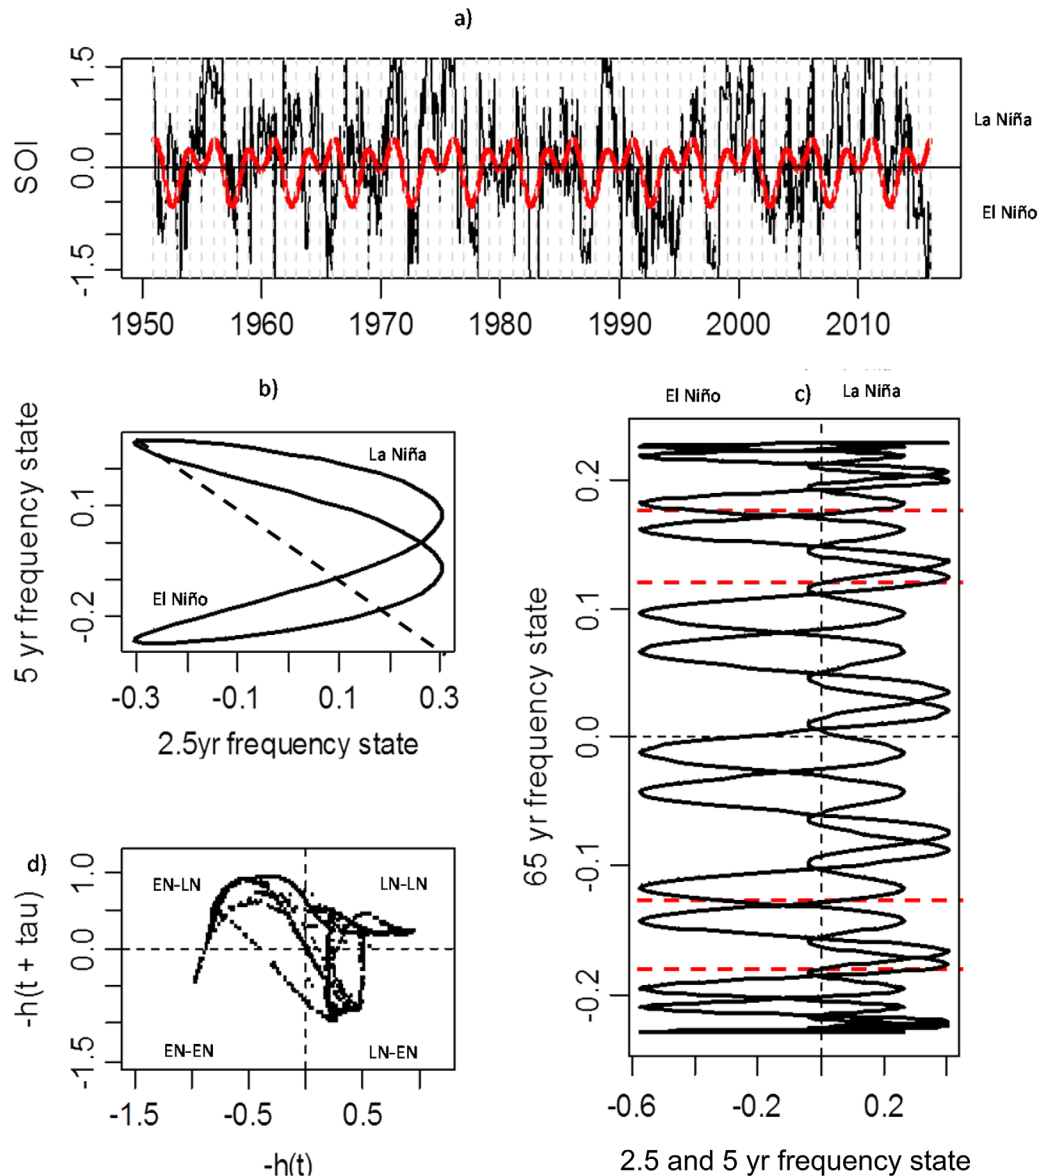 a)
1.5
0.0
-1.5
SOI
La Niña
El Niño
1950 1960 1970 1980 1990 2000 2010
b)
5 yr frequency state
0.1
-0.2
La Niña
El Niño
-0.3 -0.1 0.1 0.3
2.5yr frequency state
El Niño c) La Niña
65 yr frequency state
0.2
0.1
0.0
-0.1
-0.2
-0.6 -0.2 0.2
2.5 and 5 yr frequency state
d)
-h(t + tau)
1.0
0.0
-1.5
EN-LN LN-LN
EN-EN LN-EN
-1.5 -0.5 0.5
-h(t)